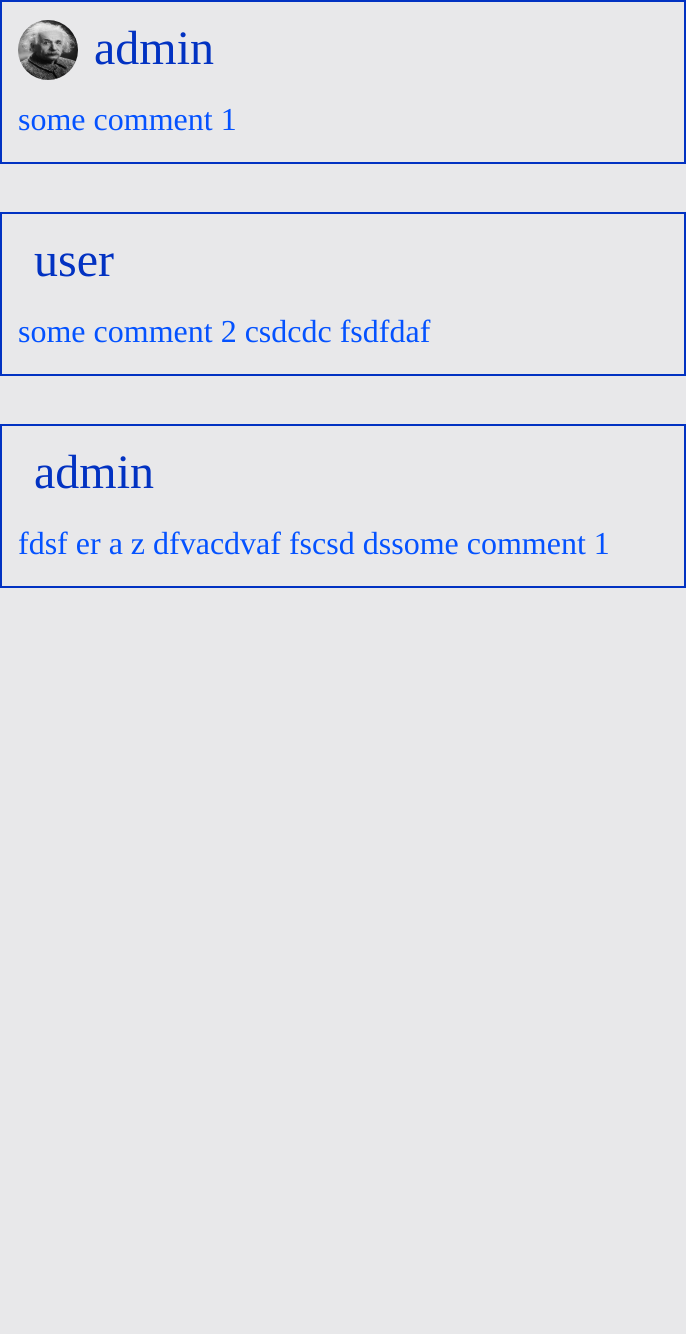 admin
some comment 1
user
some comment 2 csdcdc fsdfdaf
admin
fdsf er a z dfvacdvaf fscsd dssome comment 1